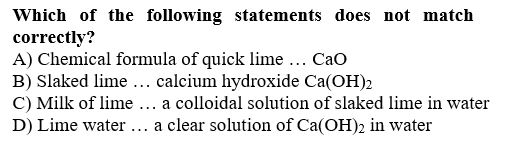 Which of the following statements does not match
correctly?
A) Chemical formula of quick lime … CaO
B) Slaked lime … calcium hydroxide Ca(OH)2
C) Milk of lime … a colloidal solution of slaked lime in water
D) Lime water … a clear solution of Ca(OH)2 in water